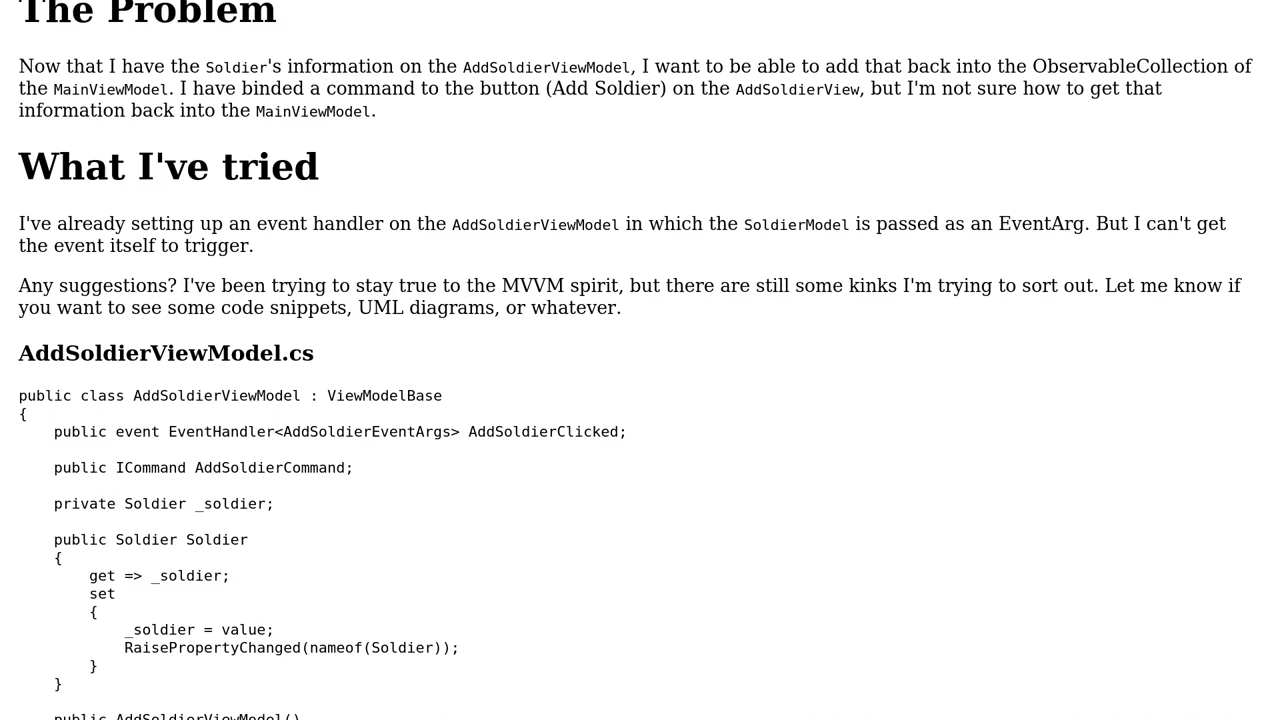 The Problem
Now that I have the Soldier's information on the AddSoldierViewModel, I want to be able to add that back into the ObservableCollection of
the MainViewModel. I have binded a command to the button (Add Soldier) on the AddSoldierView, but I'm not sure how to get that
information back into the MainViewModel.
What I've tried
I've already setting up an event handler on the AddSoldierViewModel in which the SoldierModel is passed as an EventArg. But I can't get
the event itself to trigger.
Any suggestions? I've been trying to stay true to the MVVM spirit, but there are still some kinks I'm trying to sort out. Let me know if
you want to see some code snippets, UML diagrams, or whatever.
AddSoldierViewModel.cs
public class AddSoldierViewModel : ViewModelBase
{
    public event EventHandler<AddSoldierEventArgs> AddSoldierClicked;
    public ICommand AddSoldierCommand;
    private Soldier _soldier;
    public Soldier Soldier
    {
        get => _soldier;
        set
        {
            _soldier = value;
            RaisePropertyChanged(nameof(Soldier));
        }
    }
    public AddSoldierViewModel()